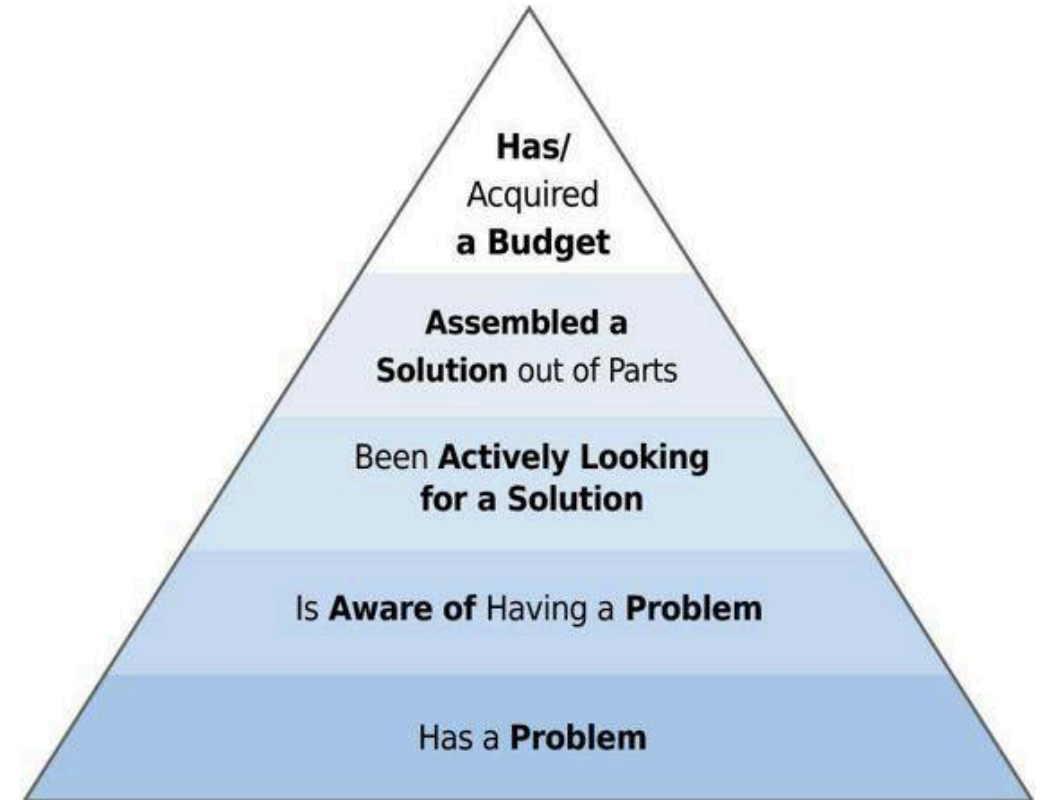 Has/
Acquired
a Budget
Assembled a
Solution out of Parts
Been Actively Looking
for a Solution
Is Aware of Having a Problem
Has a Problem